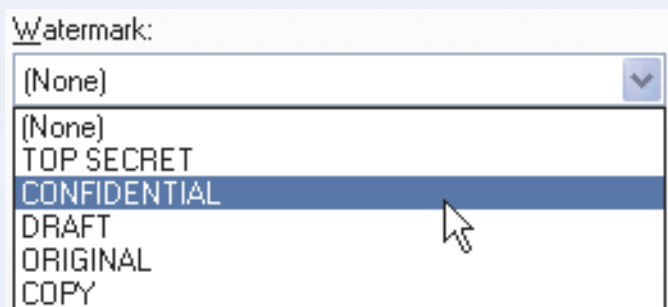 Watermark:
(None)
(None)
TOP SECRET
CONFIDENTIAL
DRAFT
ORIGINAL
COPY